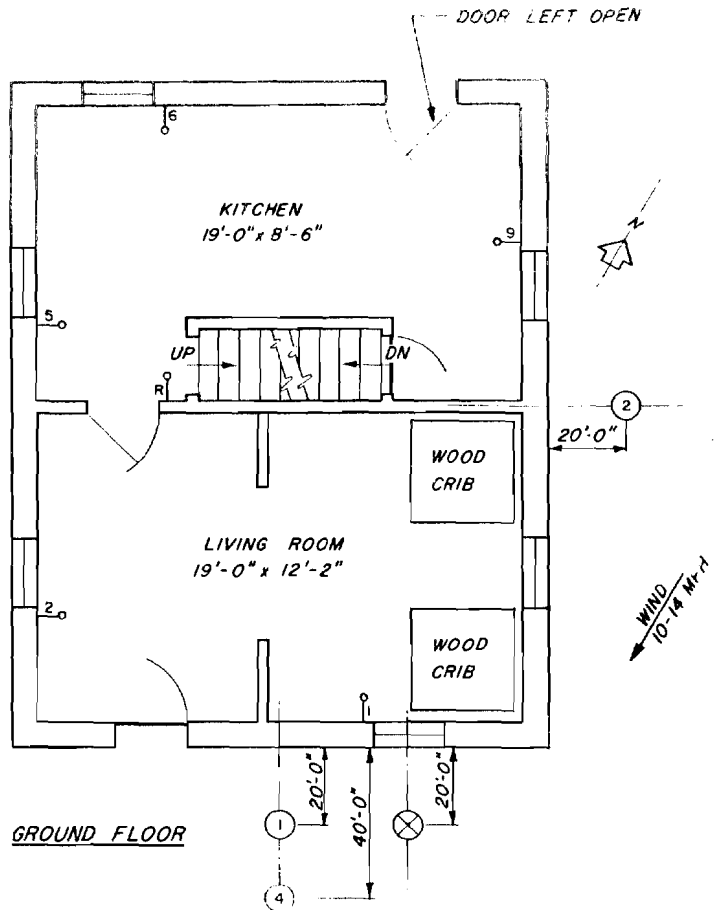 DOOR LEFT OPEN
6
KITCHEN
19'-0" x 8'-6"
9
N
5
UP
DN
R
2
20'-0"
WOOD
CRIB
LIVING ROOM
19'-0" x 12'-2"
WIND
10-14 MPH
2
WOOD
CRIB
1
20'-0"
40'-0"
20'-0"
GROUND FLOOR
1
4